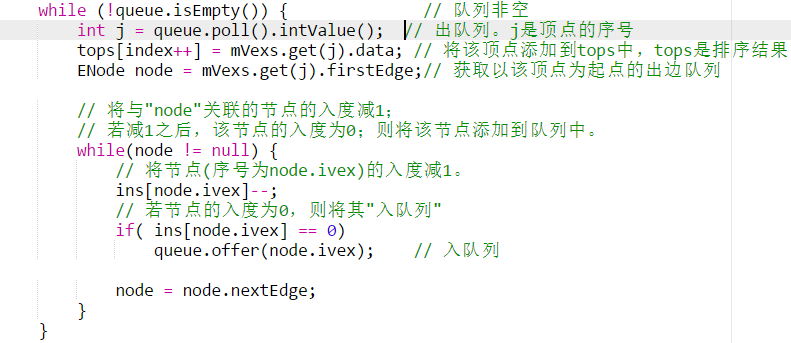 while (!queue.isEmpty()) {              // 队列非空
    int j = queue.poll().intValue();  // 出队列。j是顶点的序号
    tops[index++] = mVexs.get(j).data; // 将该顶点添加到tops中，tops是排序结果
    ENode node = mVexs.get(j).firstEdge;// 获取以该顶点为起点的出边队列

    // 将与"node"关联的节点的入度减1；
    // 若减1之后，该节点的入度为0；则将该节点添加到队列中。
    while(node != null) {
        // 将节点(序号为node.ivex)的入度减1。
        ins[node.ivex]--;
        // 若节点的入度为0，则将其"入队列"
        if( ins[node.ivex] == 0)
            queue.offer(node.ivex);    // 入队列

        node = node.nextEdge;
    }
}